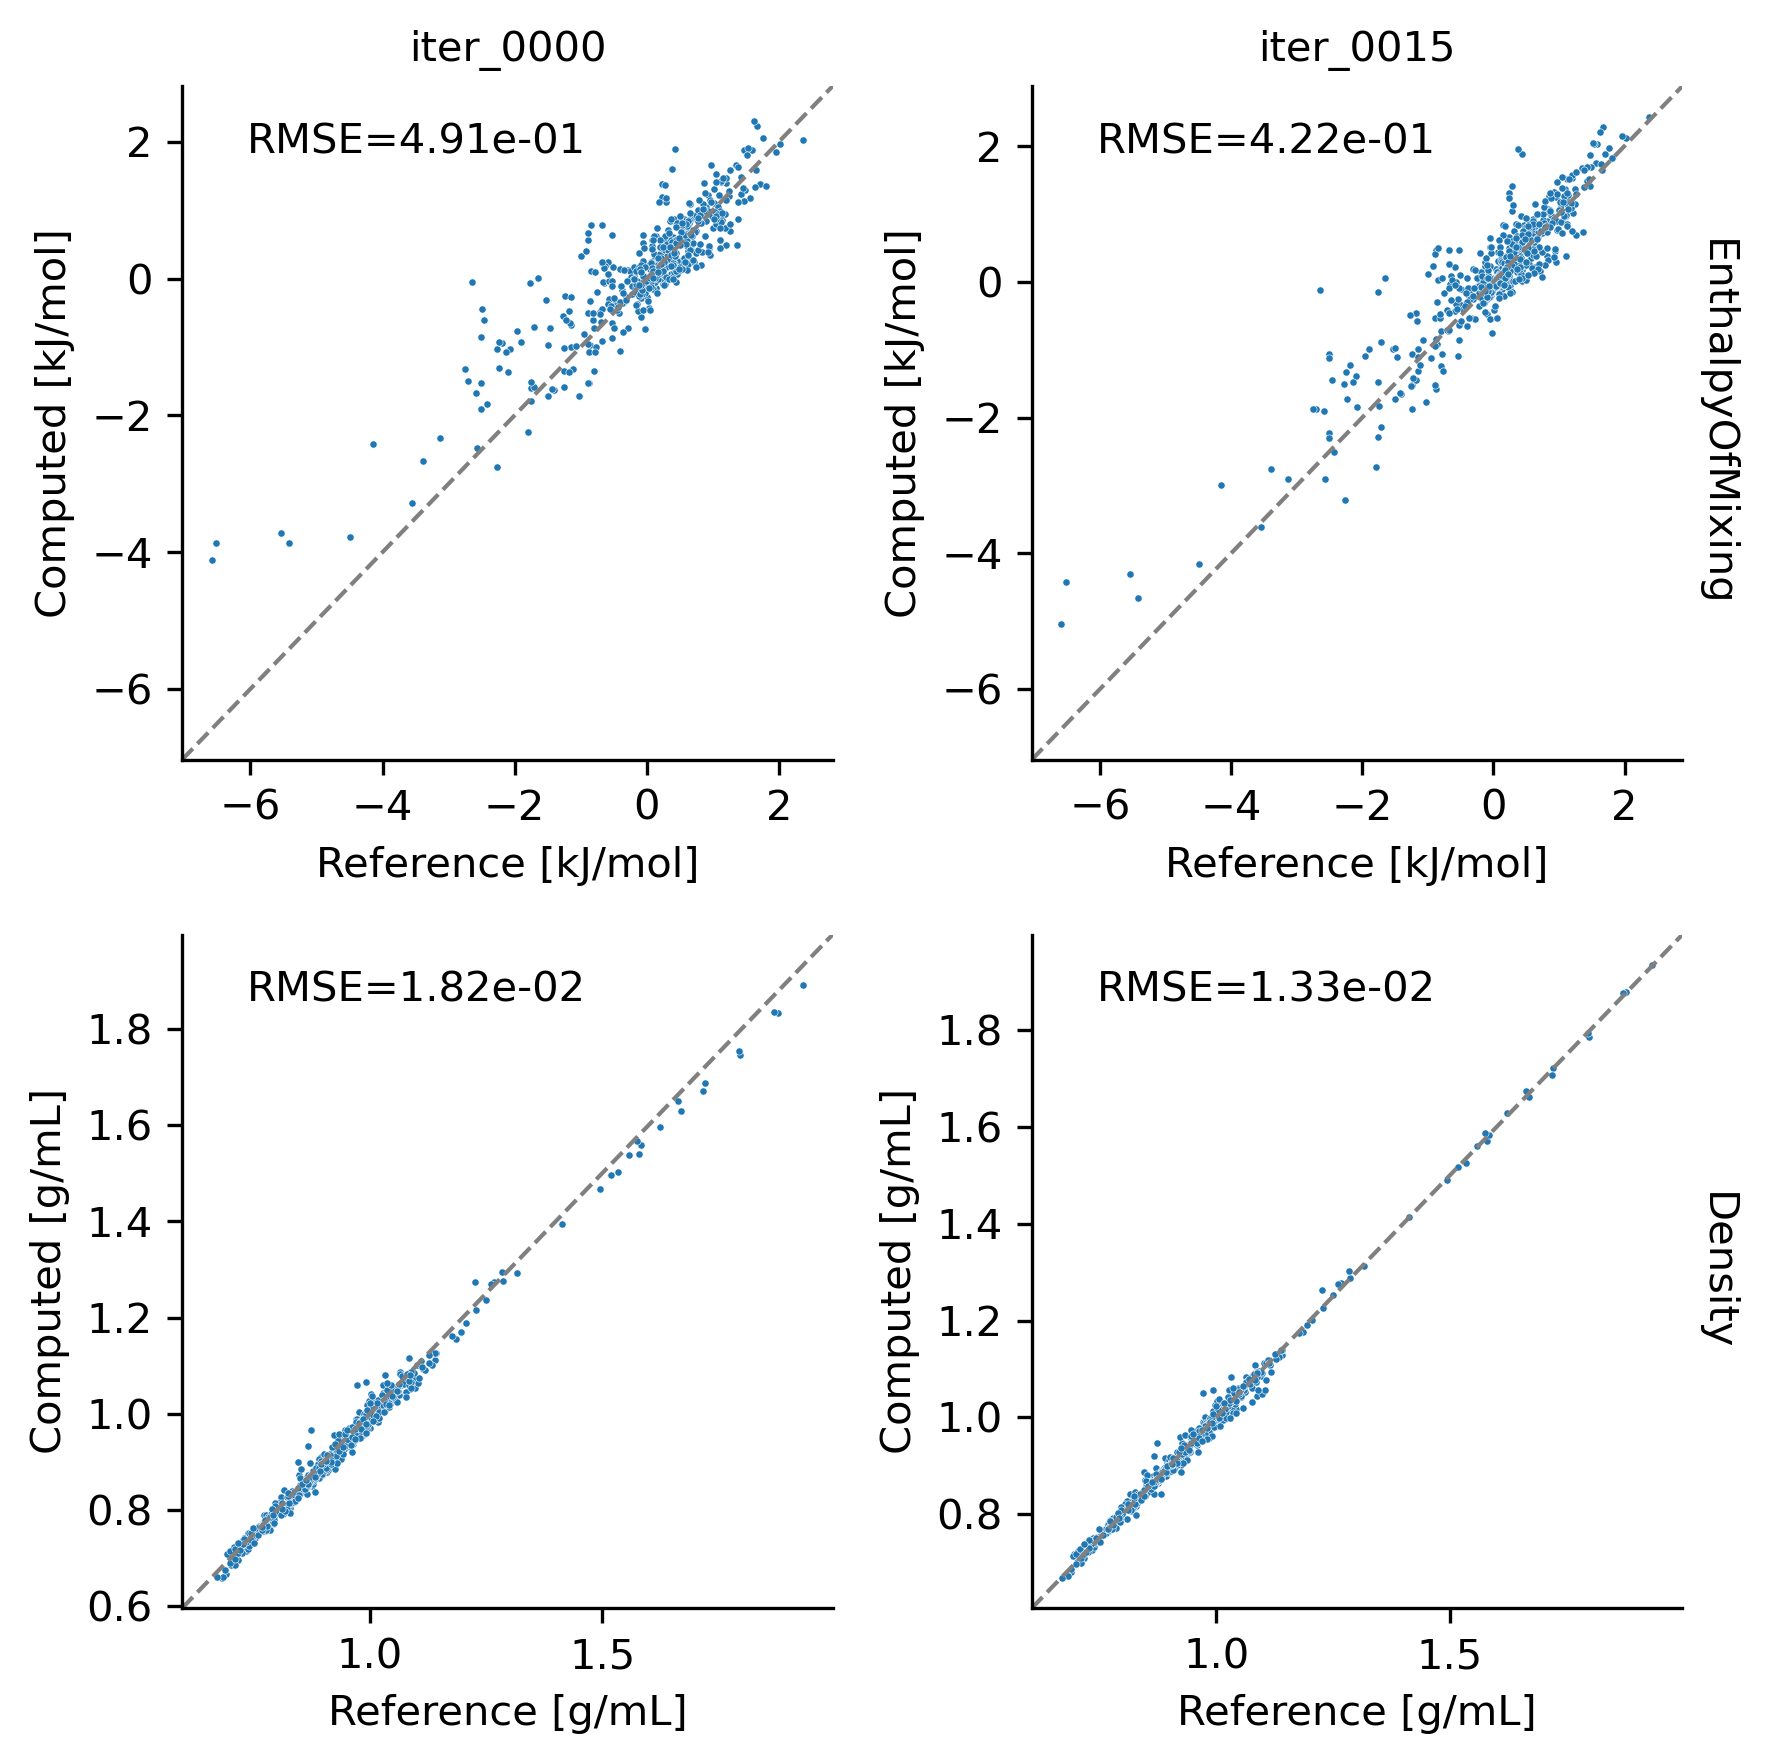 iter_0000
iter_0015
RMSE=4.91e-01
RMSE=4.22e-01
Computed [kJ/mol]
2
0
−2
−4
−6
−6 −4 −2 0 2
Reference [kJ/mol]
Computed [kJ/mol]
2
0
−2
−4
−6
−6 −4 −2 0 2
Reference [kJ/mol]
EnthalpyOfMixing
RMSE=1.82e-02
RMSE=1.33e-02
Computed [g/mL]
1.8
1.6
1.4
1.2
1.0
0.8
0.6
1.0 1.5
Reference [g/mL]
Computed [g/mL]
1.8
1.6
1.4
1.2
1.0
0.8
1.0 1.5
Reference [g/mL]
Density